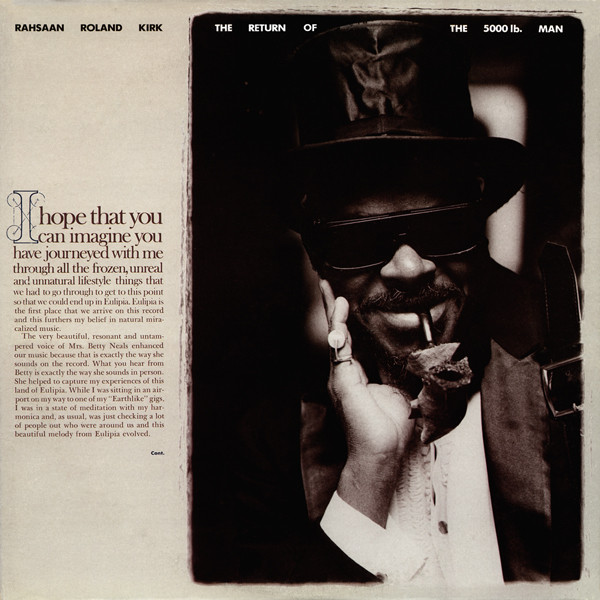 RAHSAAN ROLAND KIRK THE RETURN OF THE 5000 lb. MAN
I hope that you
can imagine you
have journeyed with me
through all the frozen, unreal
and unnatural lifestyle things that
we had to go through to get to this point
so that we could end up in Eulipia. Eulipia is
the first place that we arrive on this record
and this furthers my belief in natural mira-
calized music.
The very beautiful, resonant and untam-
pered voice of Mrs. Betty Neals enhanced
our music because that is exactly the way she
sounds on the record. What you hear from
Betty is exactly the way she sounds in person.
She helped to capture my experiences of this
land of Eulipia. While I was sitting in an air-
port on my way to one of my "Earthlike" gigs,
I was in a state of meditation with my har-
monica and, as usual, was just checking a lot
of people out who were around us and this
beautiful melody from Eulipia evolved.
Cont.